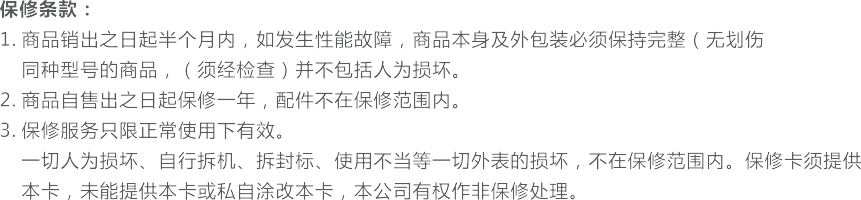 保修条款：
1. 商品销出之日起半个月内，如发生性能故障，商品本身及外包装必须保持完整（无划伤
同种型号的商品，（须经检查）并不包括人为损坏。
2. 商品自售出之日起保修一年，配件不在保修范围内。
3. 保修服务只限正常使用下有效。
一切人为损坏、自行拆机、拆封标、使用不当等一切外表的损坏，不在保修范围内。保修卡须提供
本卡，未能提供本卡或私自涂改本卡，本公司有权作非保修处理。